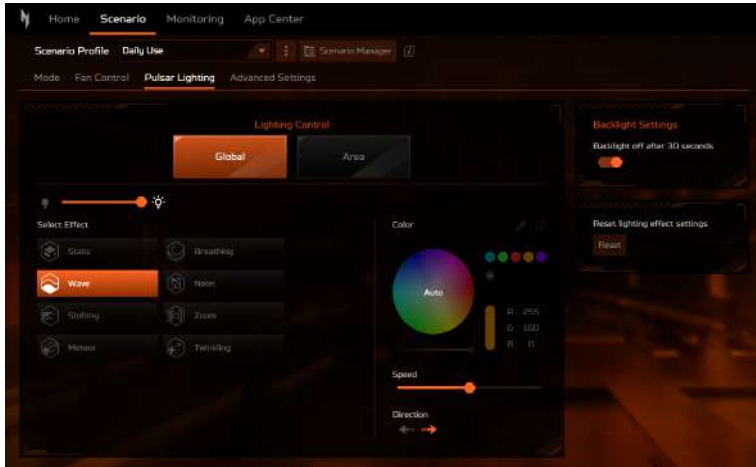 Home Scenario Monitoring App Center
Scenario Profile Daily Use Scenario Manager
Mode Fan Control Pulsar Lighting Advanced Settings
Lighting Control
Global Area
Select Effect
Static Breathing
Wave Neon
Shifting Zoom
Meteor Twinkling
Color
Auto
R 255
G 160
B 0
Speed
Direction
Backlight Settings
Backlight off after 30 seconds
Reset lighting effect settings
Reset